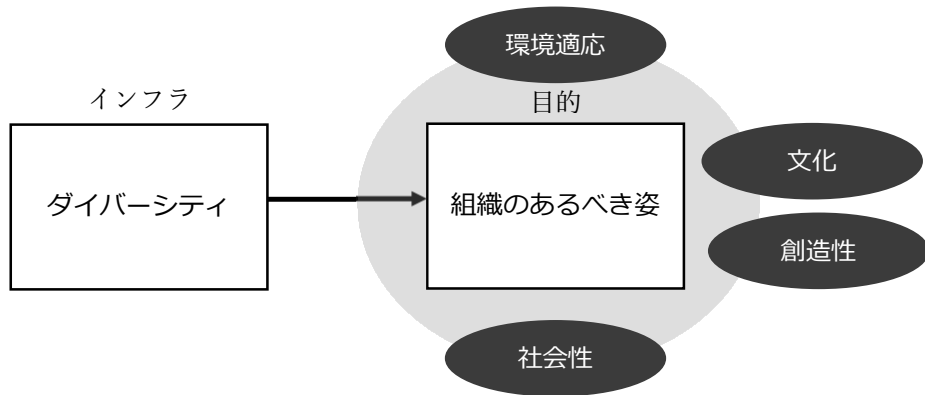 環境適応
インフラ
目的
ダイバーシティ
組織のあるべき姿
文化
創造性
社会性